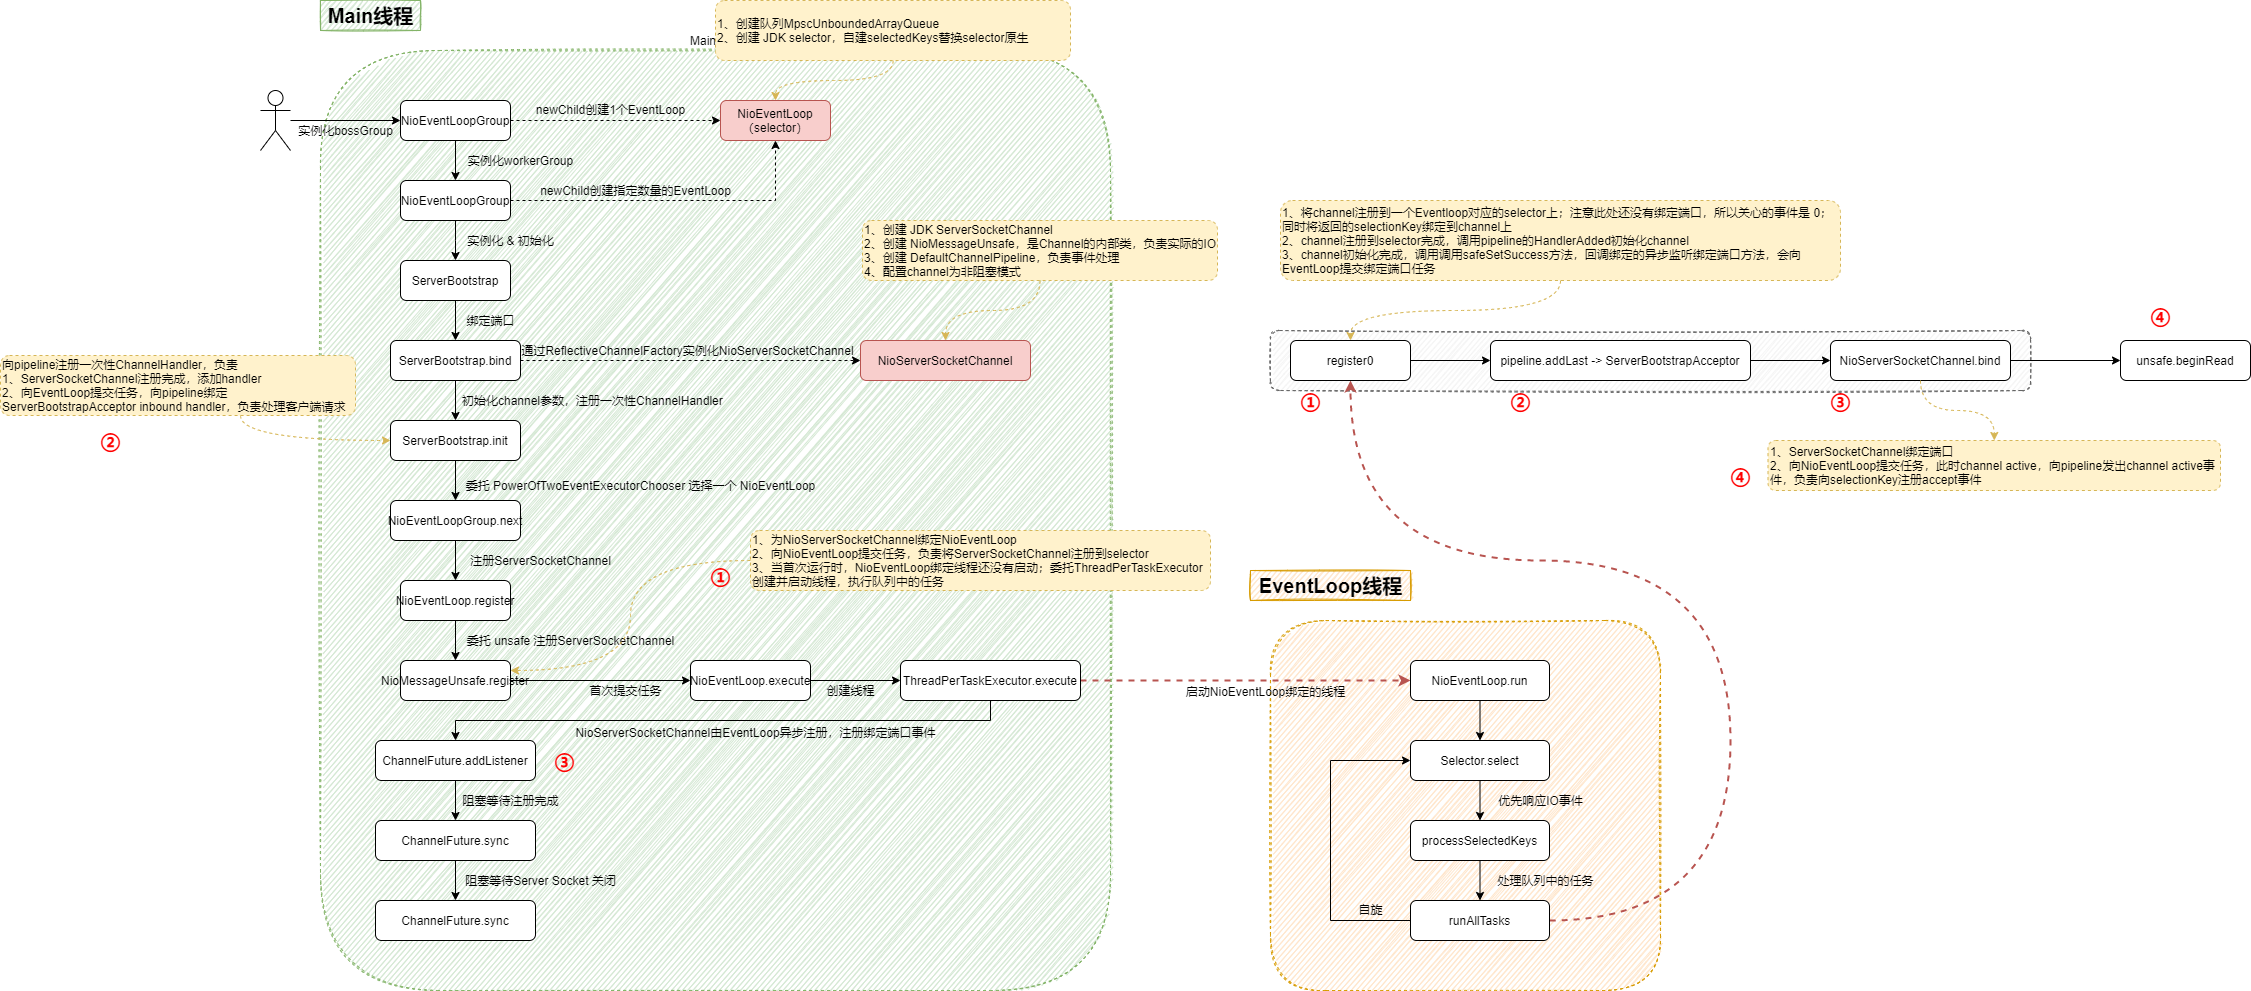 Main线程
Main
1、创建队列MpscUnboundedArrayQueue
2、创建 JDK selector，自建selectedKeys替换selector原生
实例化bossGroup
NioEventLoopGroup
newChild创建1个EventLoop
NioEventLoop
（selector）
实例化workerGroup
NioEventLoopGroup
newChild创建指定数量的EventLoop
实例化 & 初始化
1、创建 JDK ServerSocketChannel
2、创建 NioMessageUnsafe，是Channel的内部类，负责实际的IO
3、创建 DefaultChannelPipeline，负责事件处理
4、配置channel为非阻塞模式
ServerBootstrap
绑定端口
ServerBootstrap.bind
通过ReflectiveChannelFactory实例化NioServerSocketChannel
NioServerSocketChannel
向pipeline注册一次性ChannelHandler，负责
1、ServerSocketChannel注册完成，添加handler
2、向EventLoop提交任务，向pipeline绑定
ServerBootstrapAcceptor inbound handler，负责处理客户端请求
②
初始化channel参数，注册一次性ChannelHandler
ServerBootstrap.init
委托 PowerOfTwoEventExecutorChooser 选择一个 NioEventLoop
NioEventLoopGroup.next
注册ServerSocketChannel
①
1、为NioServerSocketChannel绑定NioEventLoop
2、向NioEventLoop提交任务，负责将ServerSocketChannel注册到selector
3、当首次运行时，NioEventLoop绑定线程还没有启动；委托ThreadPerTaskExecutor
创建并启动线程，执行队列中的任务
NioEventLoop.register
委托 unsafe 注册ServerSocketChannel
NioMessageUnsafe.register
首次提交任务
NioEventLoop.execute
创建线程
ThreadPerTaskExecutor.execute
启动NioEventLoop绑定的线程
NioServerSocketChannel由EventLoop异步注册，注册绑定端口事件
ChannelFuture.addListener
③
阻塞等待注册完成
ChannelFuture.sync
阻塞等待Server Socket 关闭
ChannelFuture.sync
1、将channel注册到一个Eventloop对应的selector上；注意此处还没有绑定端口，所以关心的事件是 0；
同时将返回的selectionKey绑定到channel上
2、channel注册到selector完成，调用pipeline的HandlerAdded初始化channel
3、channel初始化完成，调用调用safeSetSuccess方法，回调绑定的异步监听绑定端口方法，会向
EventLoop提交绑定端口任务
④
register0
pipeline.addLast -> ServerBootstrapAcceptor
NioServerSocketChannel.bind
unsafe.beginRead
①
②
③
④
1、ServerSocketChannel绑定端口
2、向NioEventLoop提交任务，此时channel active，向pipeline发出channel active事
件，负责向selectionKey注册accept事件
EventLoop线程
NioEventLoop.run
Selector.select
优先响应IO事件
processSelectedKeys
处理队列中的任务
自旋
runAllTasks